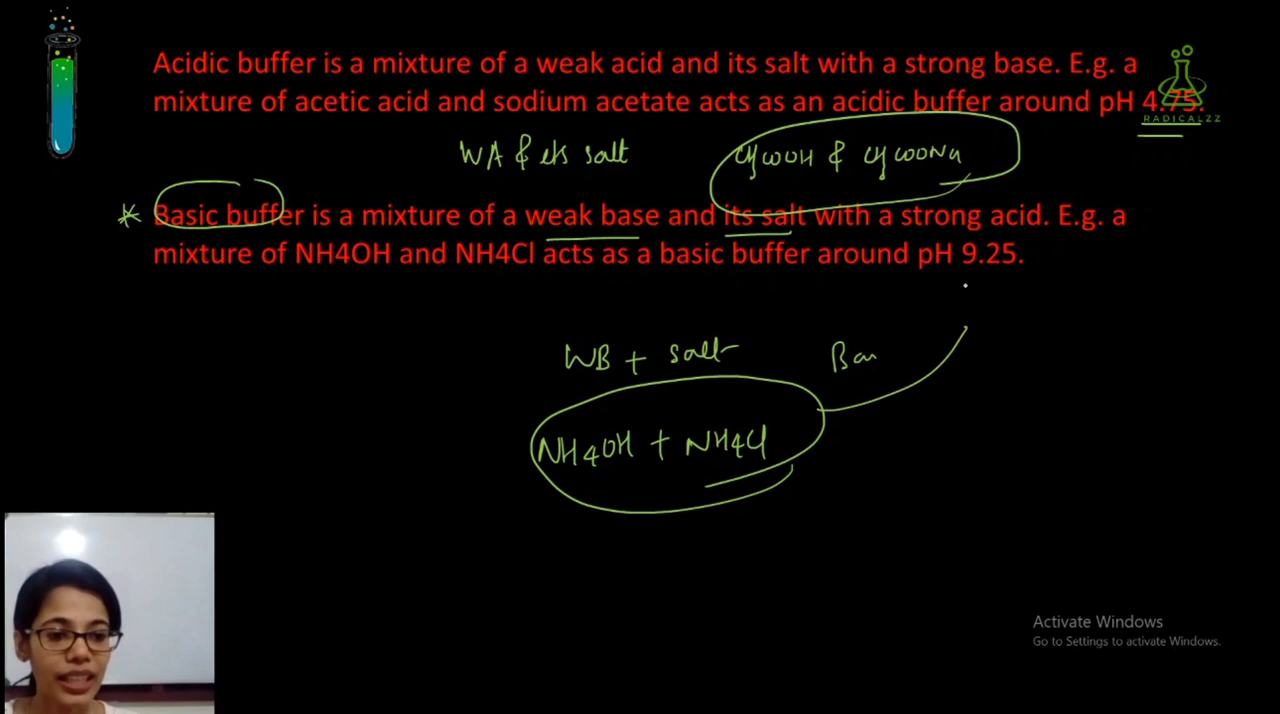 Acidic buffer is a mixture of a weak acid and its salt with a strong base. E.g. a
mixture of acetic acid and sodium acetate acts as an acidic buffer around pH 4.75.
RADICALZZ
WA & its salt CH3COOH & CH3COONa
* Basic buffer is a mixture of a weak base and its salt with a strong acid. E.g. a
mixture of NH4OH and NH4Cl acts as a basic buffer around pH 9.25.
WB + salt
NH4OH + NH4Cl
Activate Windows
Go to Settings to activate Windows.